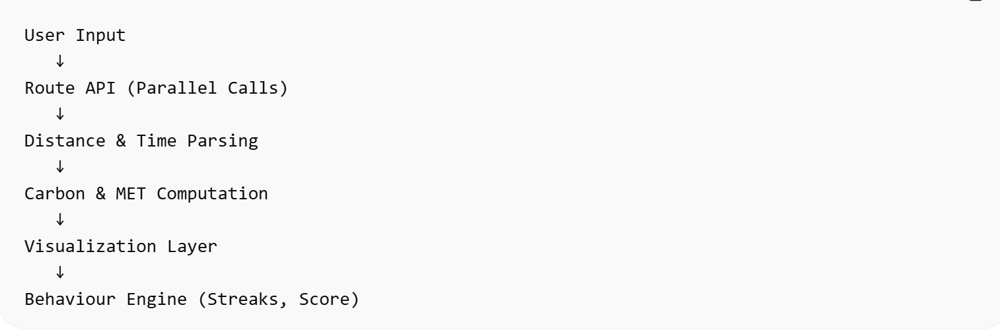 User Input
↓
Route API (Parallel Calls)
↓
Distance & Time Parsing
↓
Carbon & MET Computation
↓
Visualization Layer
↓
Behaviour Engine (Streaks, Score)